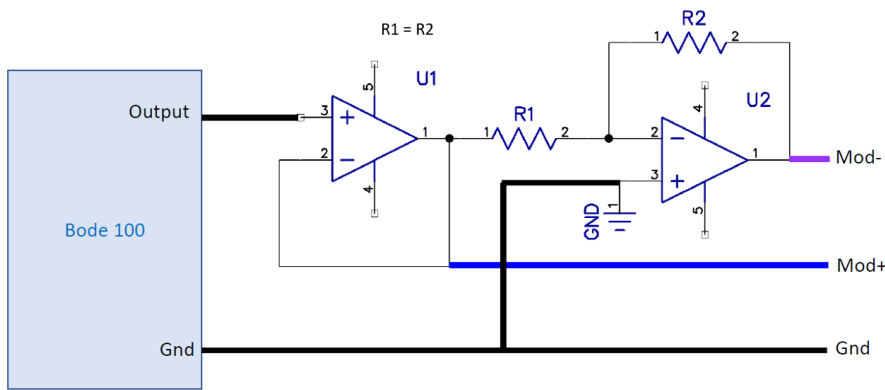 R1 = R2
R2
1
2
U1
5
Output
3
+
1
2
−
4
R1
1
2
U2
4
2
−
3
+
1
5
Mod-
GND
1
Bode 100
Mod+
Gnd
Gnd